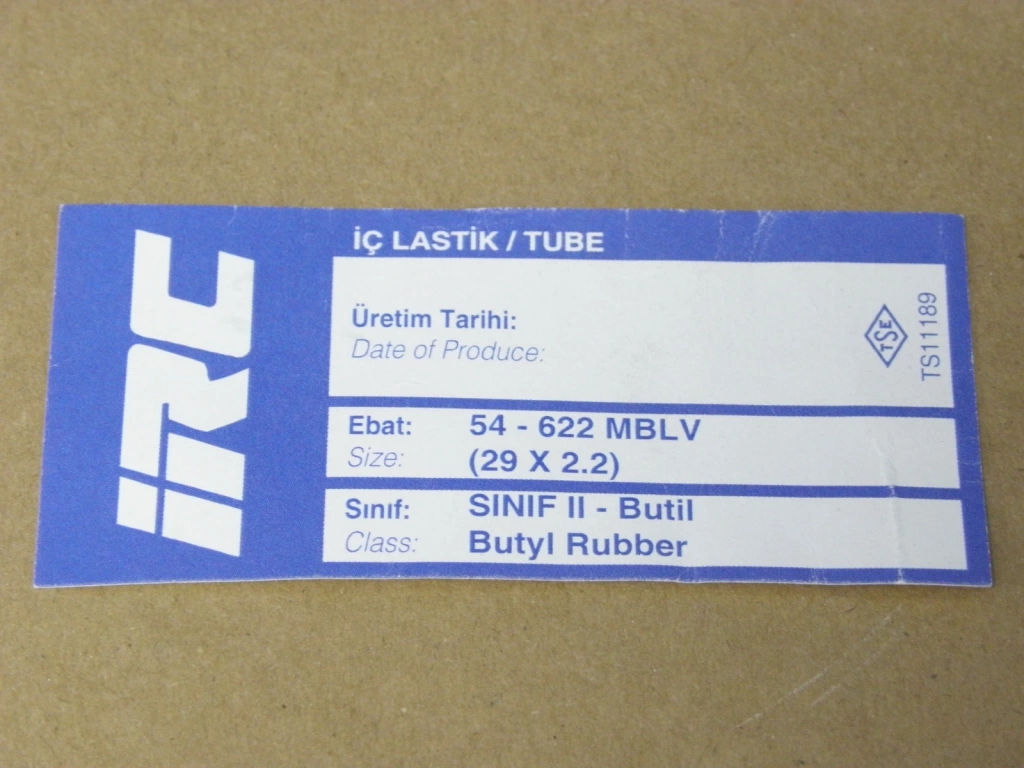 IRC
İÇ LASTİK / TUBE
Üretim Tarihi:
Date of Produce:
TSE
TS11189
Ebat: 54 - 622 MBLV
Size: (29 X 2.2)
Sınıf: SINIF II - Butil
Class: Butyl Rubber